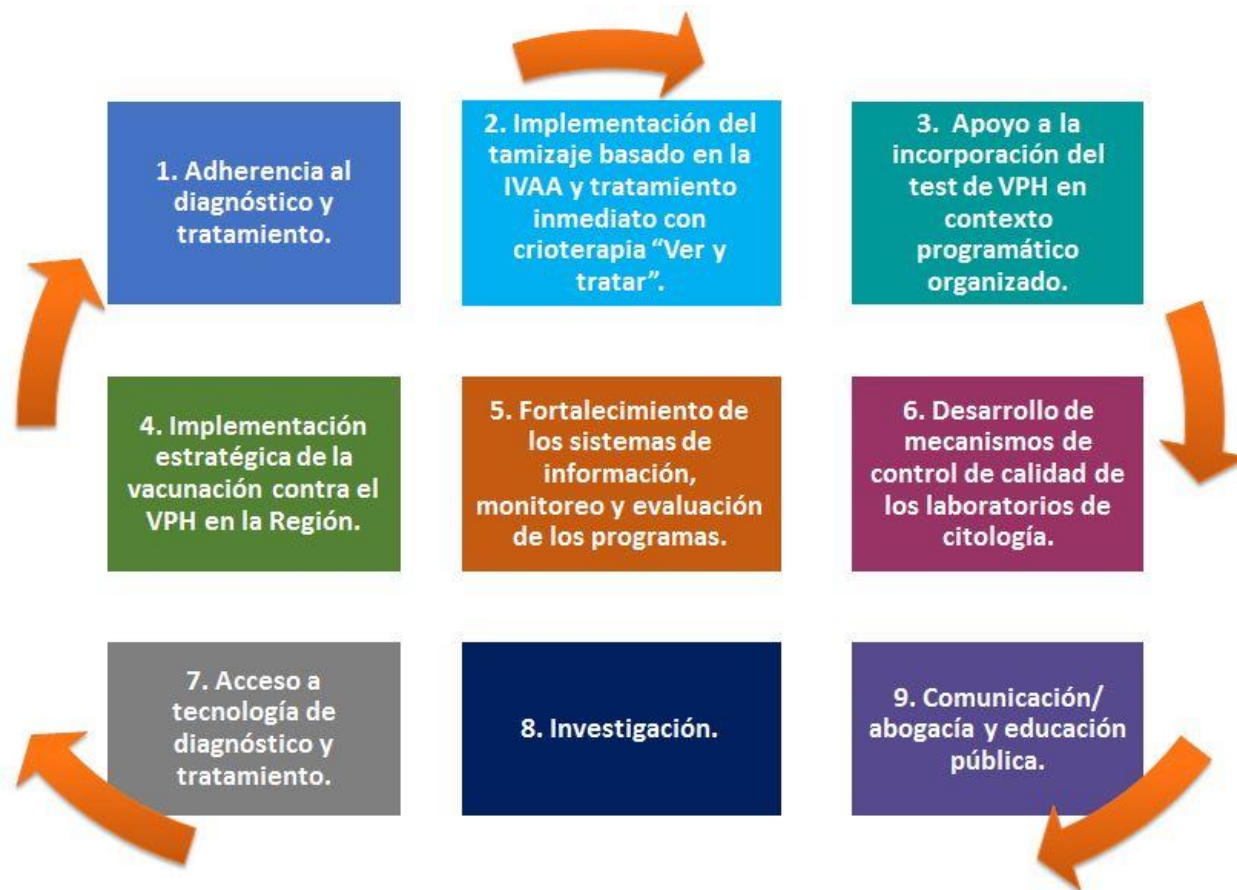 1. Adherencia al
diagnóstico y
tratamiento.
2. Implementación del
tamizaje basado en la
IVAA y tratamiento
inmediato con
crioterapia “Ver y
tratar”.
3. Apoyo a la
incorporación del
test de VPH en
contexto
programático
organizado.
4. Implementación
estratégica de la
vacunación contra el
VPH en la Región.
5. Fortalecimiento de
los sistemas de
información,
monitoreo y evaluación
de los programas.
6. Desarrollo de
mecanismos de
control de calidad de
los laboratorios de
citología.
7. Acceso a
tecnología de
diagnóstico y
tratamiento.
8. Investigación.
9. Comunicación/
abogacía y educación
pública.